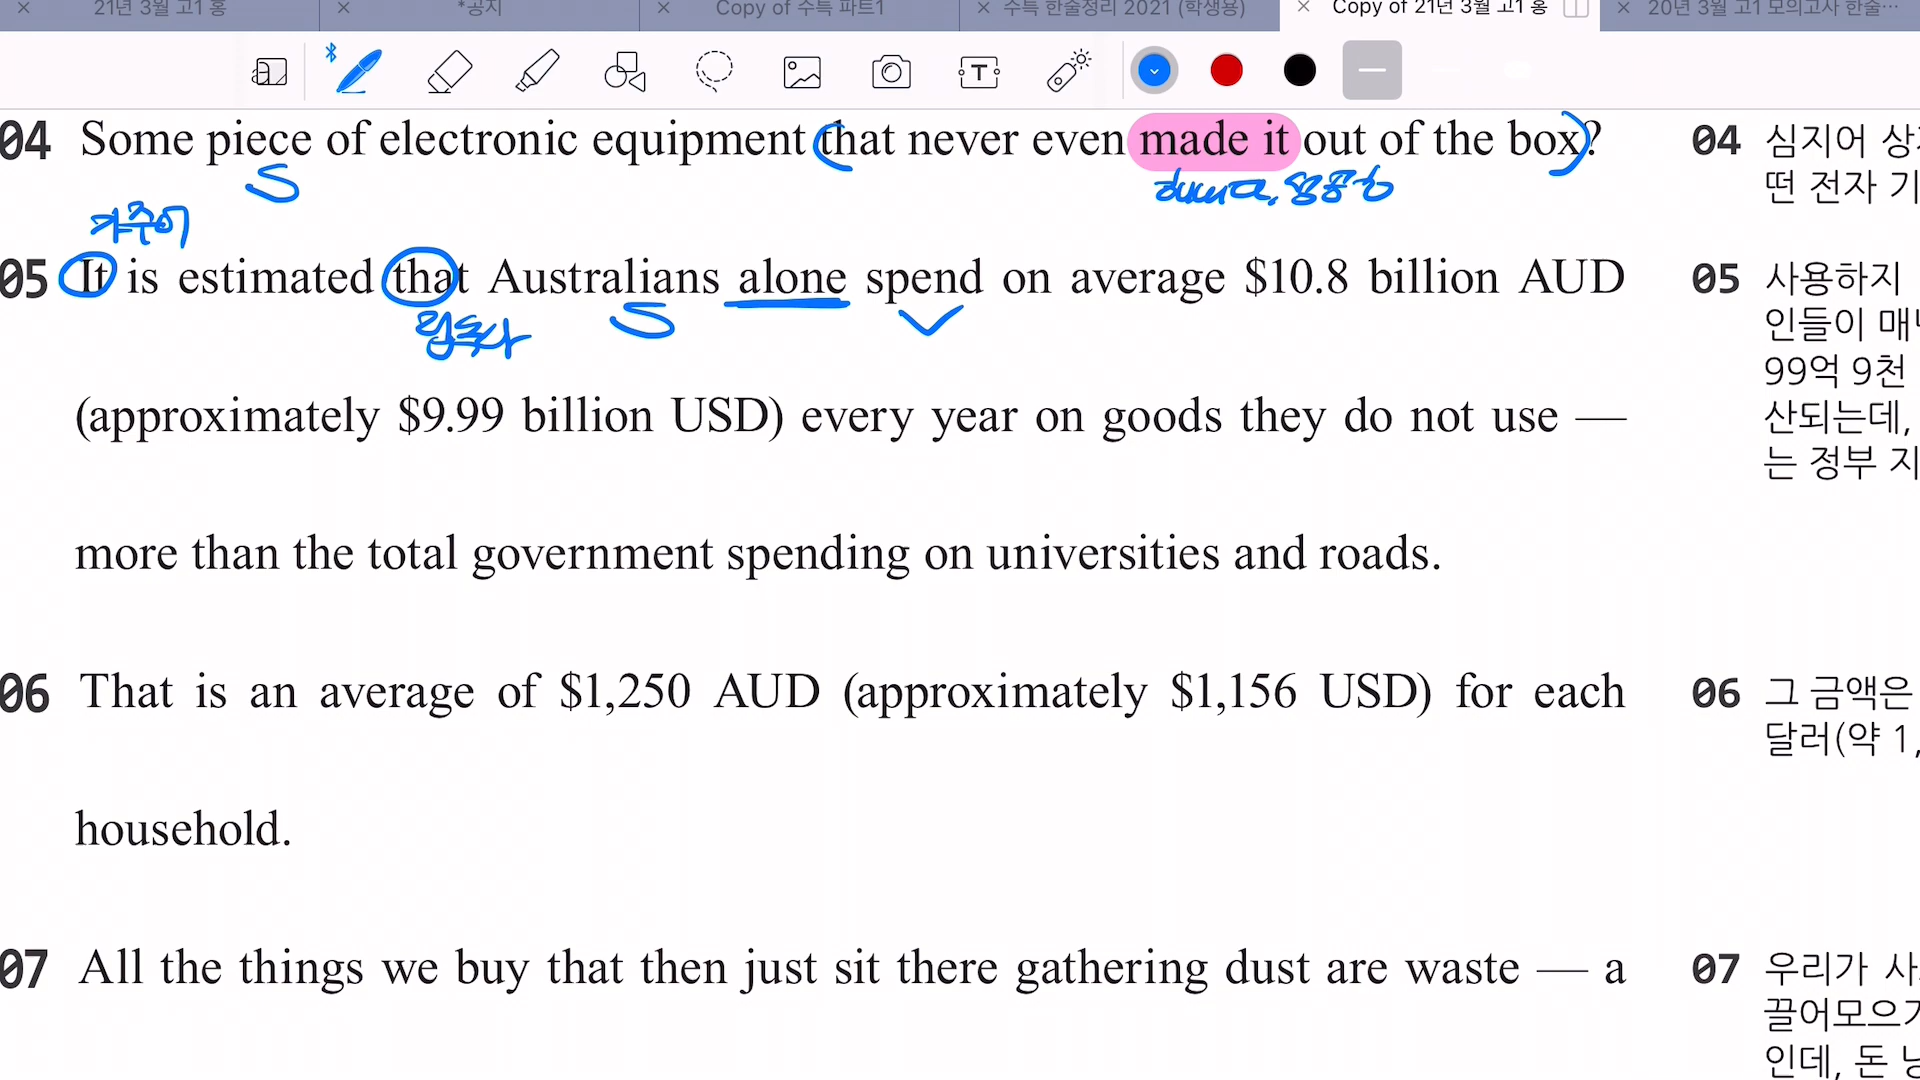 21년 3월 고1 홍
*공지
Copy of 수특 파트1
수특 한술정리 2021 (학생용)
Copy of 21년 3월 고1 홍
20년 3월 고1 모의고사 한술…
04 Some piece of electronic equipment (that never even made it out of the box)?
S
해내다, 성공하
가주어
05 It is estimated that Australians alone spend on average $10.8 billion AUD
접속사 S V
(approximately $9.99 billion USD) every year on goods they do not use —
more than the total government spending on universities and roads.
06 That is an average of $1,250 AUD (approximately $1,156 USD) for each
household.
07 All the things we buy that then just sit there gathering dust are waste — a
04 심지어 상
떤 전자 기
05 사용하지
인들이 매
99억 9천
산되는데,
는 정부 지
06 그 금액은
달러(약 1,
07 우리가 사
끌어모으
인데, 돈